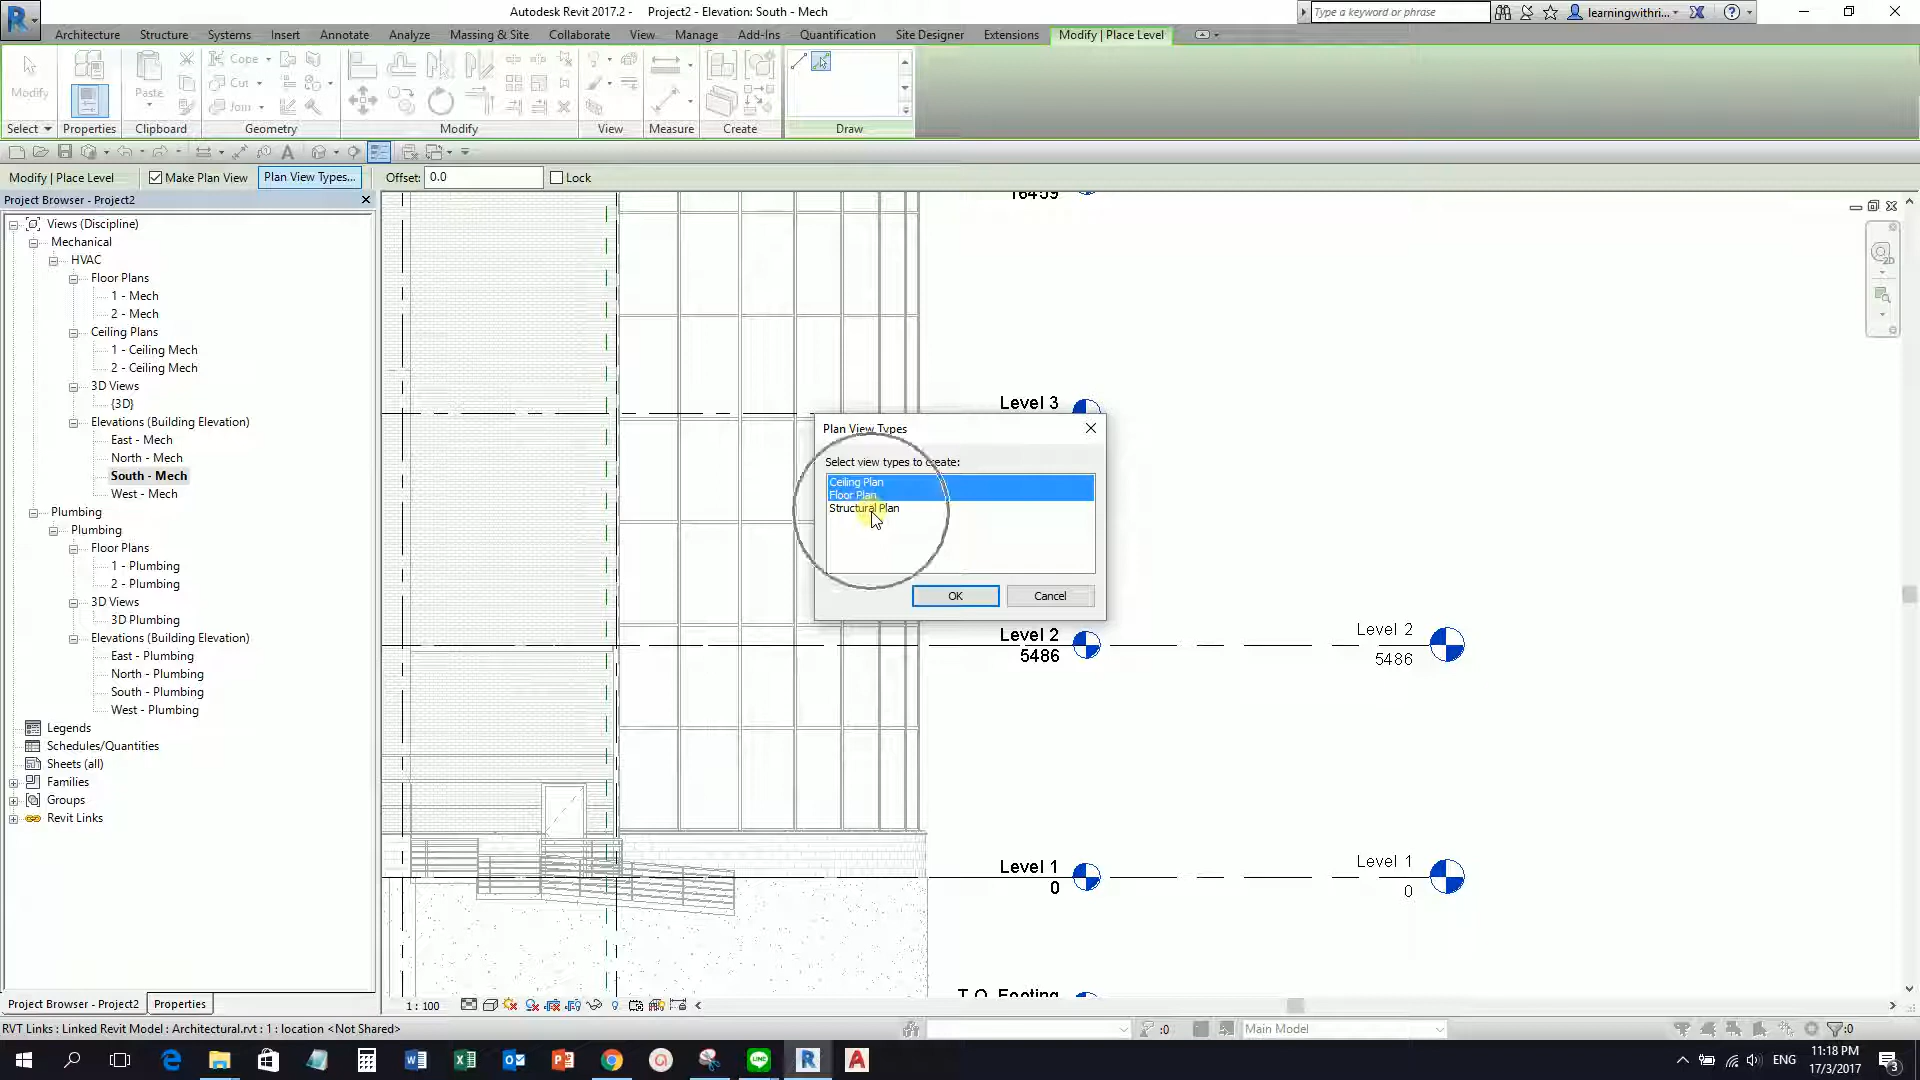 Autodesk Revit 2017.2 -    Project2 - Elevation: South - Mech
Type a keyword or phrase
learningwithri...
Architecture Structure Systems Insert Annotate Analyze Massing & Site Collaborate View Manage Add-Ins Quantification Site Designer Extensions Modify | Place Level
Modify
Paste
Cope
Cut
Join
Select Properties Clipboard Geometry Modify View Measure Create Draw
Modify | Place Level
Make Plan View
Plan View Types...
Offset: 0.0
Lock
Project Browser - Project2
Views (Discipline)
Mechanical
HVAC
Floor Plans
1 - Mech
2 - Mech
Ceiling Plans
1 - Ceiling Mech
2 - Ceiling Mech
3D Views
{3D}
Elevations (Building Elevation)
East - Mech
North - Mech
South - Mech
West - Mech
Plumbing
Plumbing
Floor Plans
1 - Plumbing
2 - Plumbing
3D Views
3D Plumbing
Elevations (Building Elevation)
East - Plumbing
North - Plumbing
South - Plumbing
West - Plumbing
Legends
Schedules/Quantities
Sheets (all)
Families
Groups
Revit Links
16459
Level 3
Plan View Types
Select view types to create:
Ceiling Plan
Floor Plan
Structural Plan
OK Cancel
Level 2
5486
Level 2
5486
Level 1
0
Level 1
0
T.O. Footing
2D
Project Browser - Project2 Properties
1 : 100
RVT Links : Linked Revit Model : Architectural.rvt : 1 : location <Not Shared>
:0
Main Model
:0
ENG
11:18 PM
17/3/2017
3